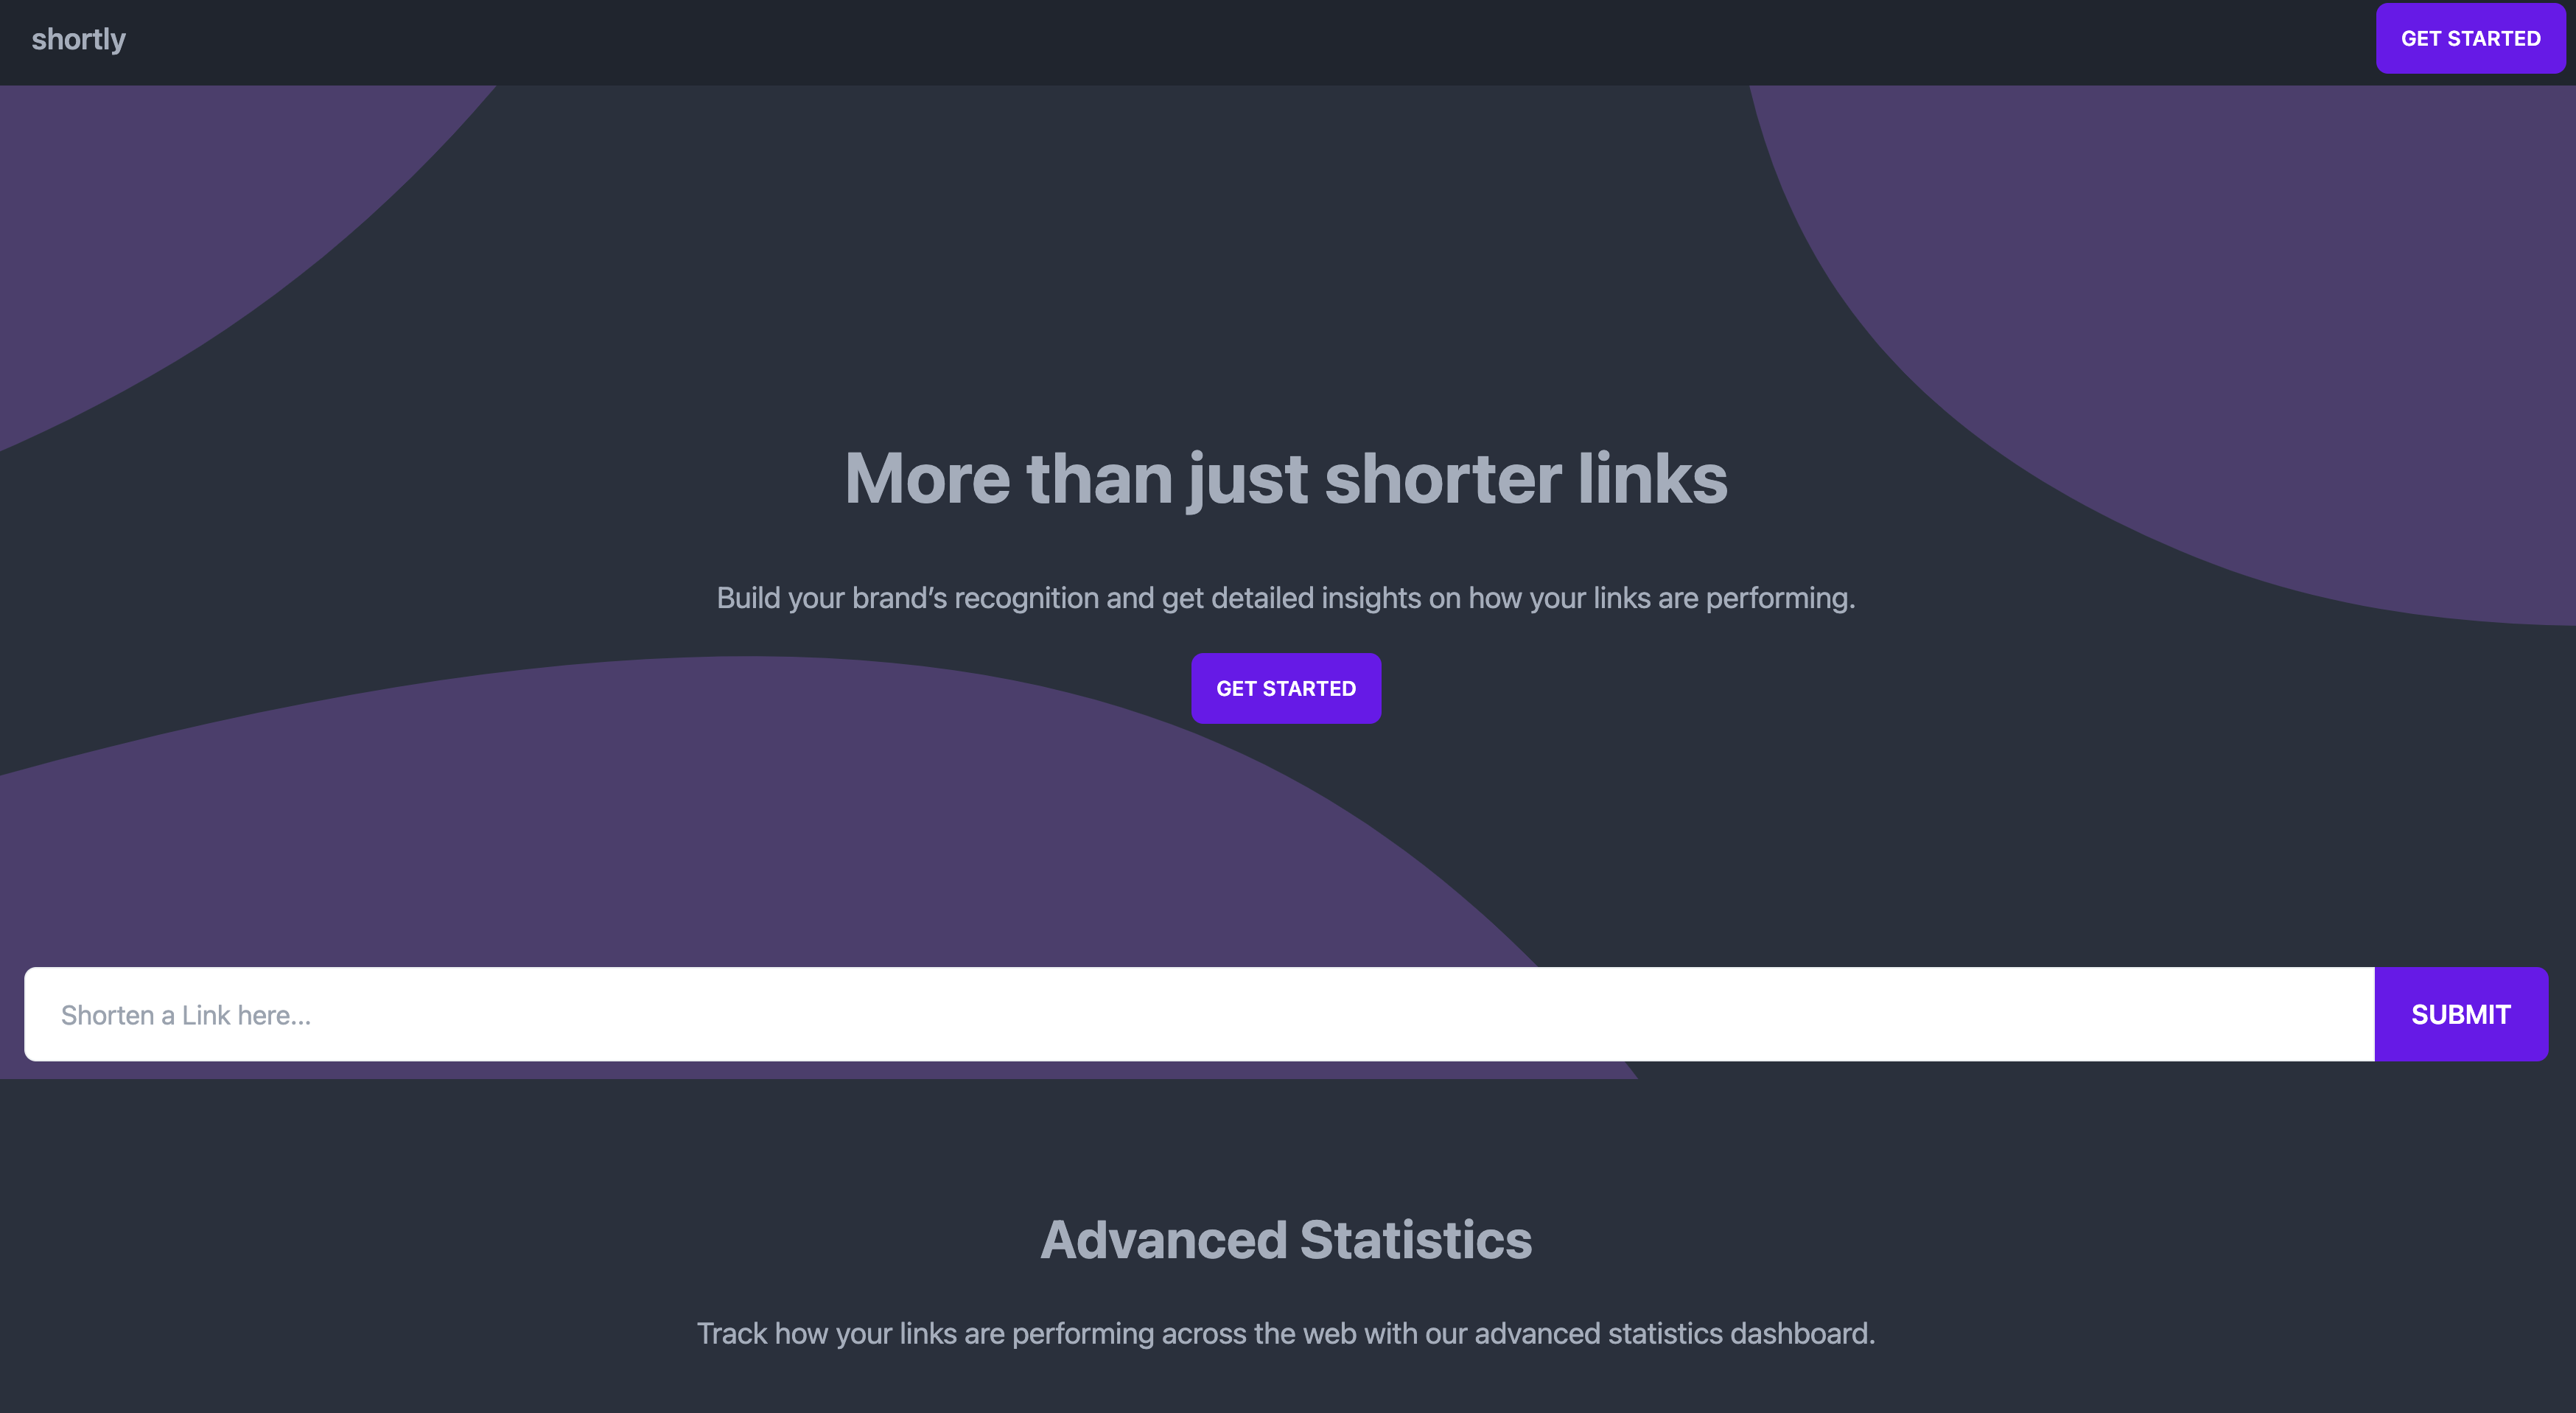 shortly
GET STARTED
More than just shorter links
Build your brand’s recognition and get detailed insights on how your links are performing.
GET STARTED
Shorten a Link here...
SUBMIT
Advanced Statistics
Track how your links are performing across the web with our advanced statistics dashboard.